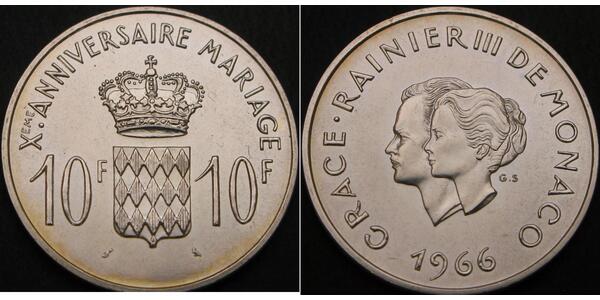 XEME · ANNIVERSAIRE MARIAGE
10F 10F
GRACE · RAINIER III DE MONACO
G.S
1966